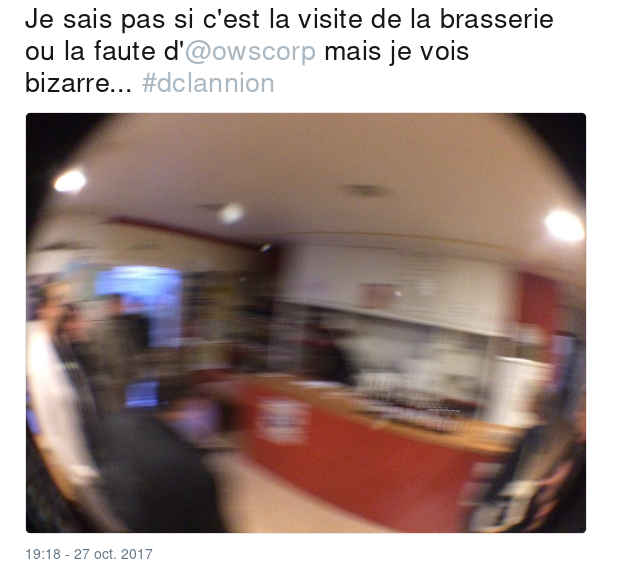 Je sais pas si c'est la visite de la brasserie
ou la faute d'@owscorp mais je vois
bizarre... #dclannion
19:18 - 27 oct. 2017